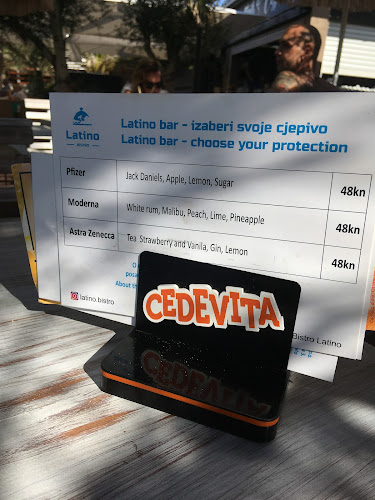 Latino
Latino bar - izaberi svoje cjepivo
Latino bar - choose your protection
Pfizer Jack Daniels, Apple, Lemon, Sugar 48kn
Moderna White rum, Malibu, Peach, Lime, Pineapple 48kn
Astra Zenecca Tea Strawberry and Vanila, Gin, Lemon 48kn
About
latino.bistro
Bistro Latino
CEDEVITA